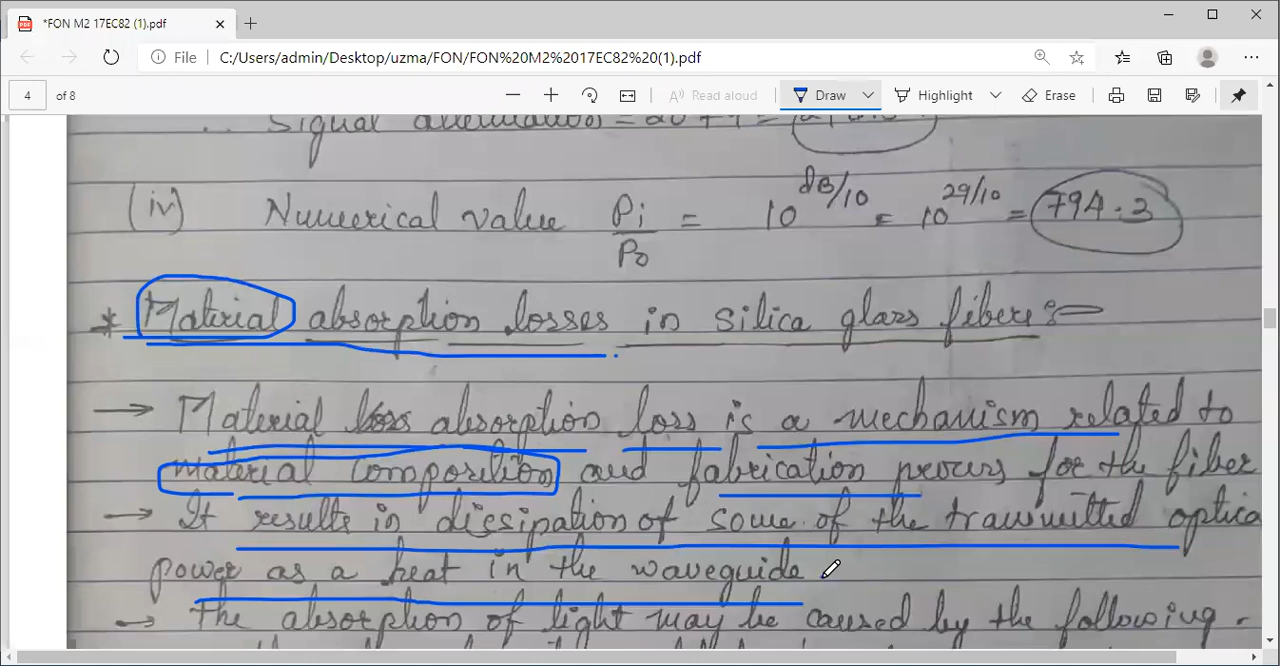 *FON M2 17EC82 (1).pdf
File C:/Users/admin/Desktop/uzma/FON/FON%20M2%2017EC82%20(1).pdf
4 of 8 Read aloud Draw Highlight Erase
∴ Signal attenuation =
(iv) Numerical value Pi/Po = 10^dB/10 = 10^29/10 = 794.3
* Material absorption losses in silica glass fibers :-
→ Material loss absorption loss is a mechanism related to
material composition and fabrication process for the fiber
→ It results in dissipation of some of the transmitted optica
power as a heat in the waveguide
→ The absorption of light may be caused by the following.